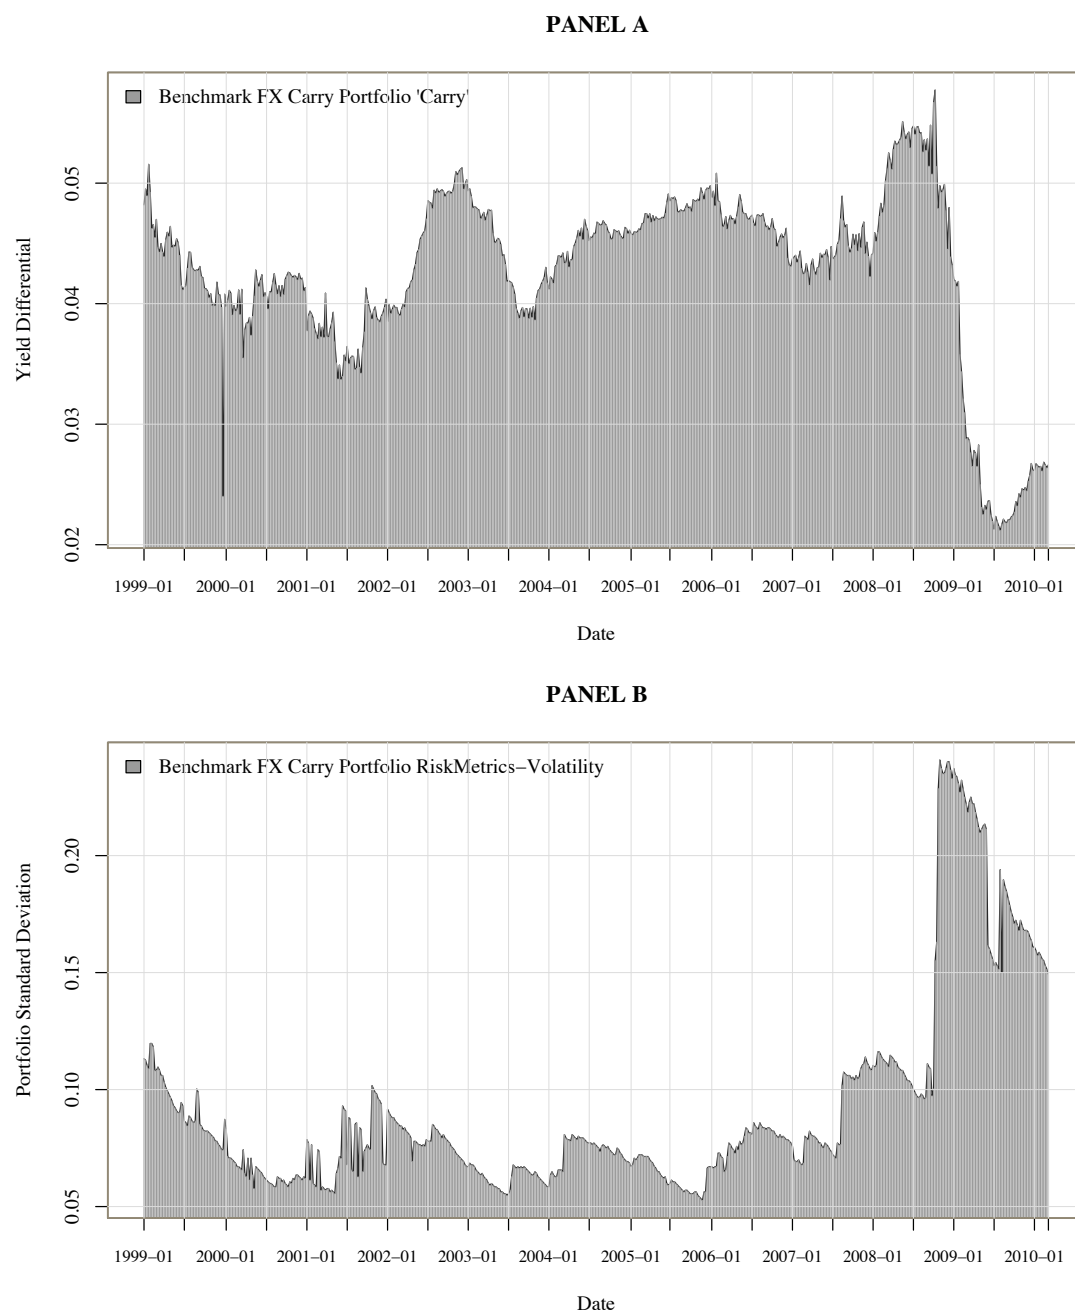 PANEL A
Benchmark FX Carry Portfolio 'Carry'
Yield Differential
0.05
0.04
0.03
0.02
1999–01 2000–01 2001–01 2002–01 2003–01 2004–01 2005–01 2006–01 2007–01 2008–01 2009–01 2010–01
Date
PANEL B
Benchmark FX Carry Portfolio RiskMetrics–Volatility
Portfolio Standard Deviation
0.20
0.15
0.10
0.05
1999–01 2000–01 2001–01 2002–01 2003–01 2004–01 2005–01 2006–01 2007–01 2008–01 2009–01 2010–01
Date